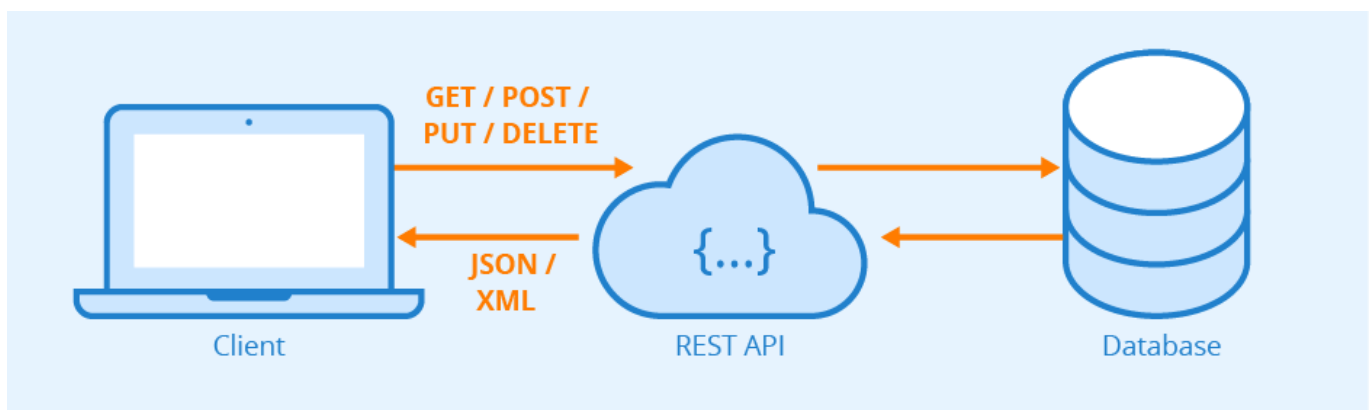 GET / POST /
PUT / DELETE
{...}
JSON /
XML
Client
REST API
Database